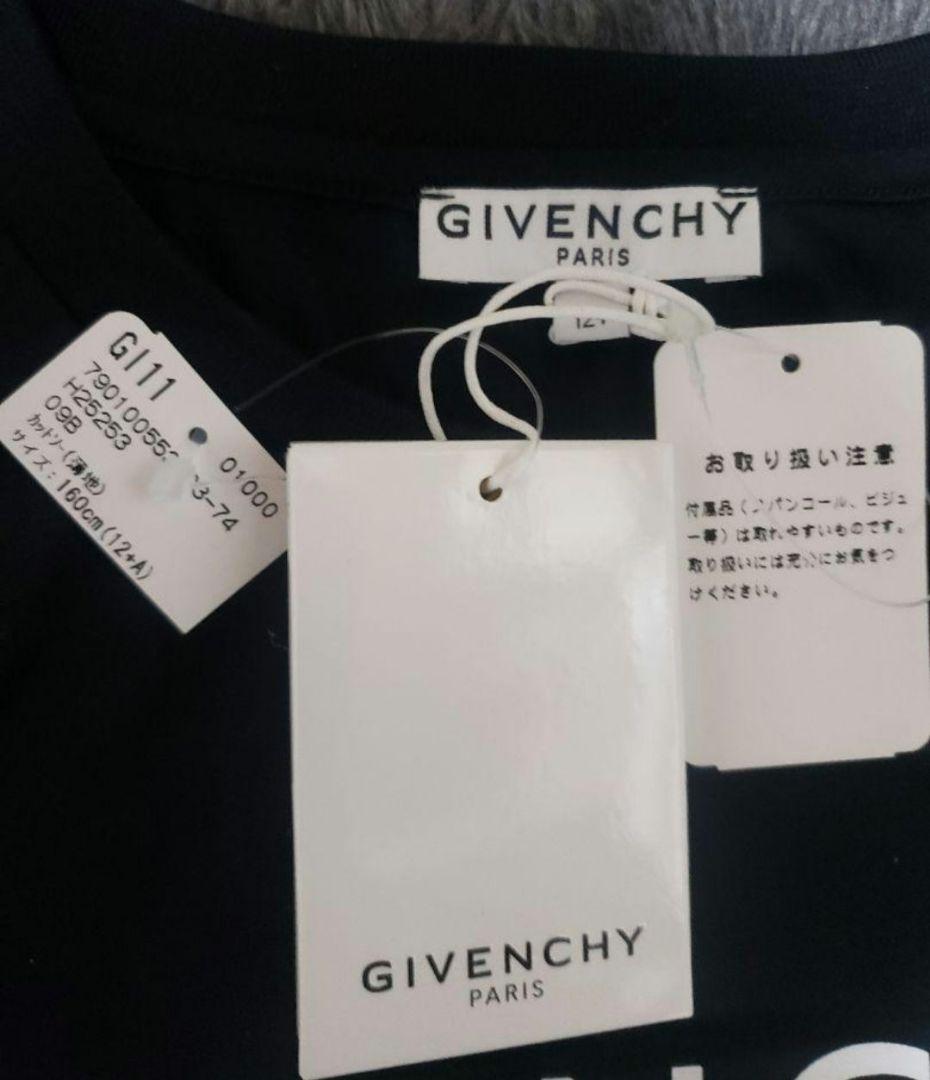 GIVENCHY
PARIS
12+
GI11
790100553
01000
H25253
3-74
09B
カットソー(薄地)
サイズ:160cm(12+A)
お取り扱い注意
付属品(スパンコール、ビジュ
ー等)は取れやすいものです。
取り扱いには充分にお気をつ
けください。
GIVENCHY
PARIS